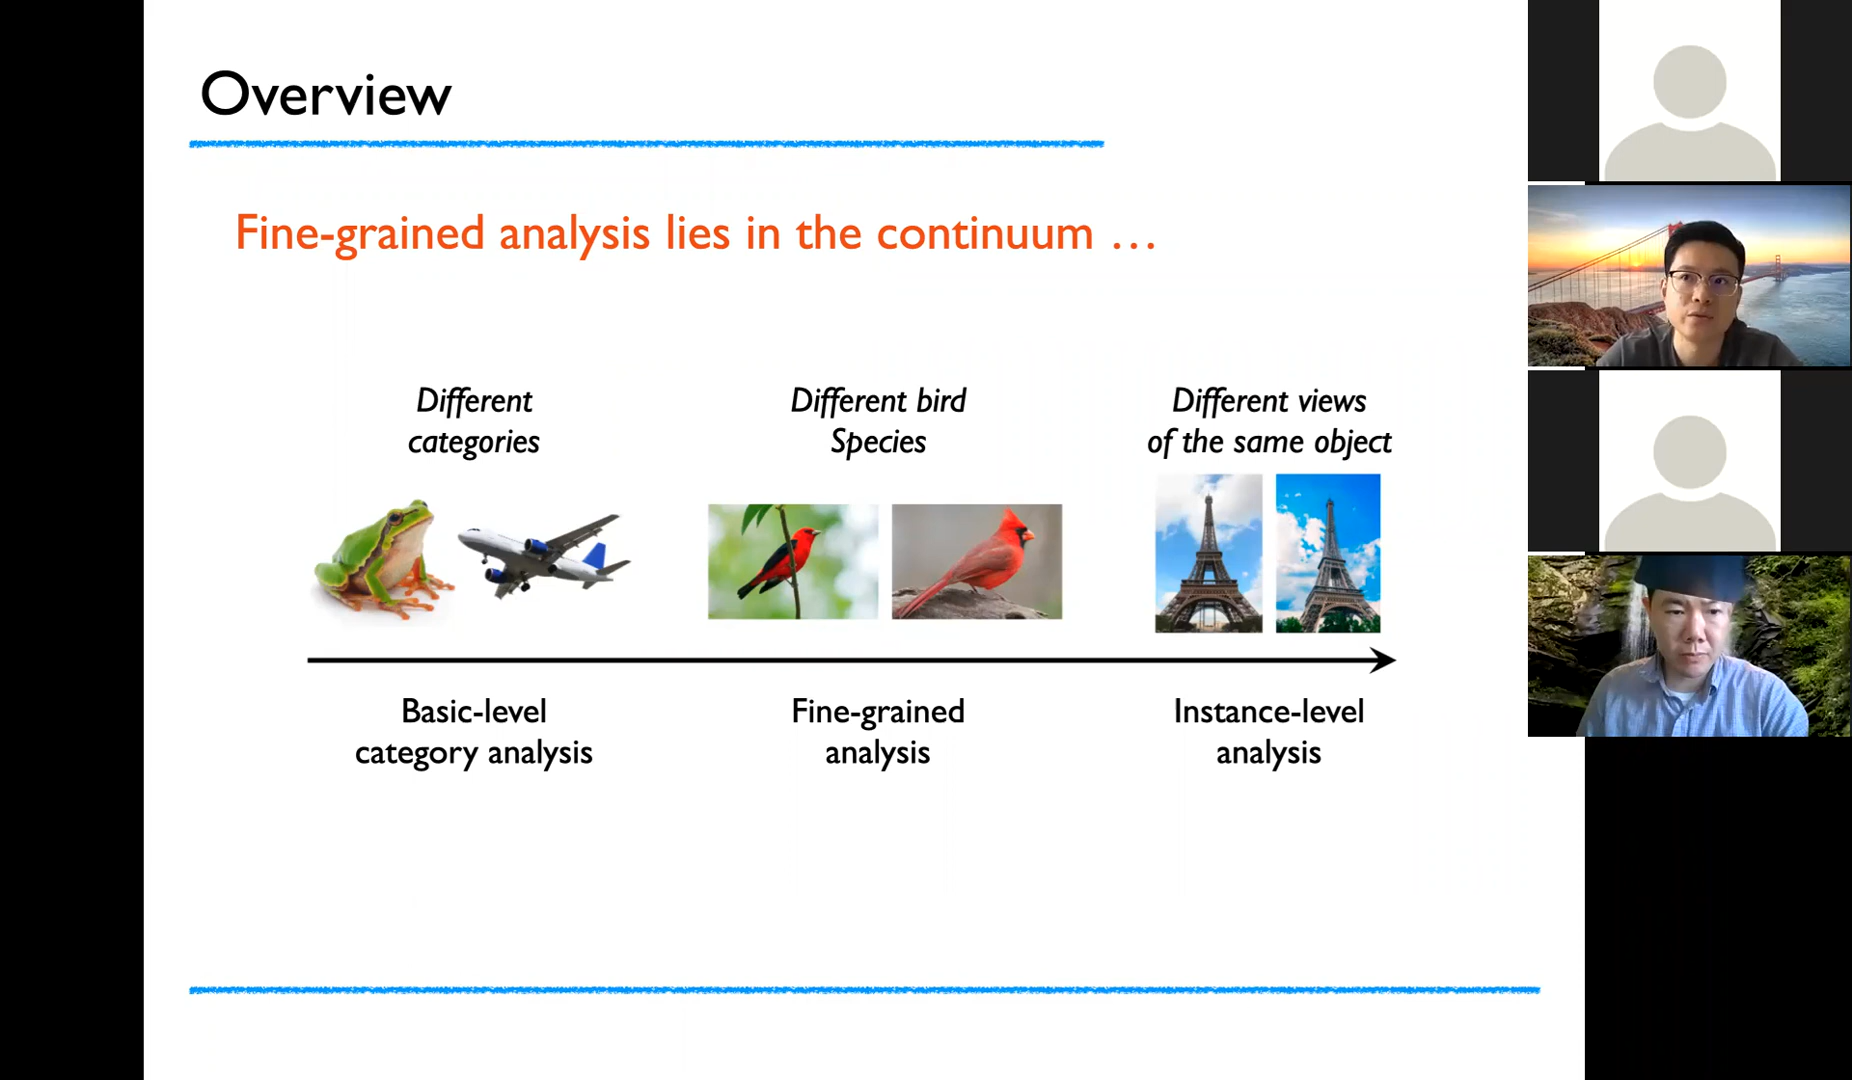 Overview
Fine-grained analysis lies in the continuum …
Different
categories
Different bird
Species
Different views
of the same object
Basic-level
category analysis
Fine-grained
analysis
Instance-level
analysis